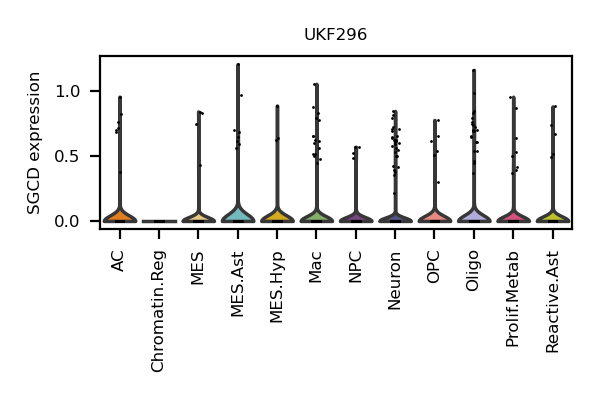 UKF296
SGCD expression
1.0
0.5
0.0
AC
Chromatin.Reg
MES
MES.Ast
MES.Hyp
Mac
NPC
Neuron
OPC
Oligo
Prolif.Metab
Reactive.Ast